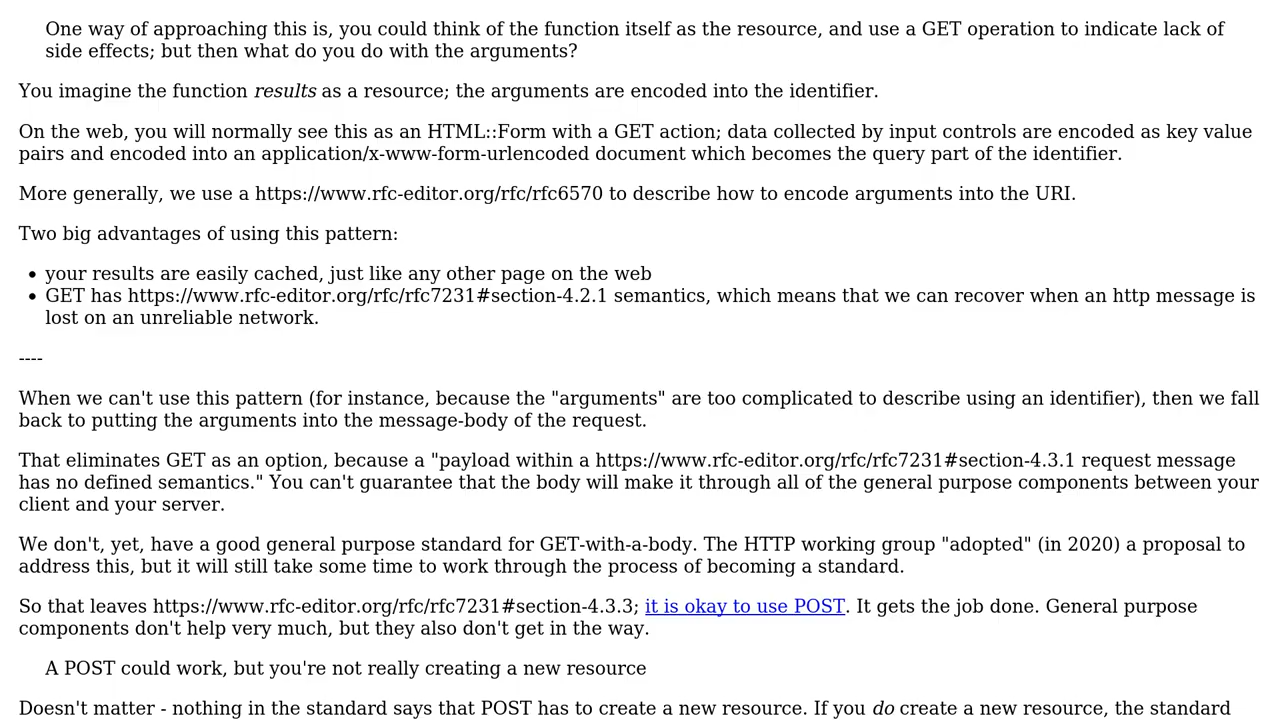 One way of approaching this is, you could think of the function itself as the resource, and use a GET operation to indicate lack of
side effects; but then what do you do with the arguments?
You imagine the function results as a resource; the arguments are encoded into the identifier.
On the web, you will normally see this as an HTML::Form with a GET action; data collected by input controls are encoded as key value
pairs and encoded into an application/x-www-form-urlencoded document which becomes the query part of the identifier.
More generally, we use a https://www.rfc-editor.org/rfc/rfc6570 to describe how to encode arguments into the URI.
Two big advantages of using this pattern:
• your results are easily cached, just like any other page on the web
• GET has https://www.rfc-editor.org/rfc/rfc7231#section-4.2.1 semantics, which means that we can recover when an http message is
lost on an unreliable network.
----
When we can't use this pattern (for instance, because the "arguments" are too complicated to describe using an identifier), then we fall
back to putting the arguments into the message-body of the request.
That eliminates GET as an option, because a "payload within a https://www.rfc-editor.org/rfc/rfc7231#section-4.3.1 request message
has no defined semantics." You can't guarantee that the body will make it through all of the general purpose components between your
client and your server.
We don't, yet, have a good general purpose standard for GET-with-a-body. The HTTP working group "adopted" (in 2020) a proposal to
address this, but it will still take some time to work through the process of becoming a standard.
So that leaves https://www.rfc-editor.org/rfc/rfc7231#section-4.3.3; it is okay to use POST. It gets the job done. General purpose
components don't help very much, but they also don't get in the way.
A POST could work, but you're not really creating a new resource
Doesn't matter - nothing in the standard says that POST has to create a new resource. If you do create a new resource, the standard